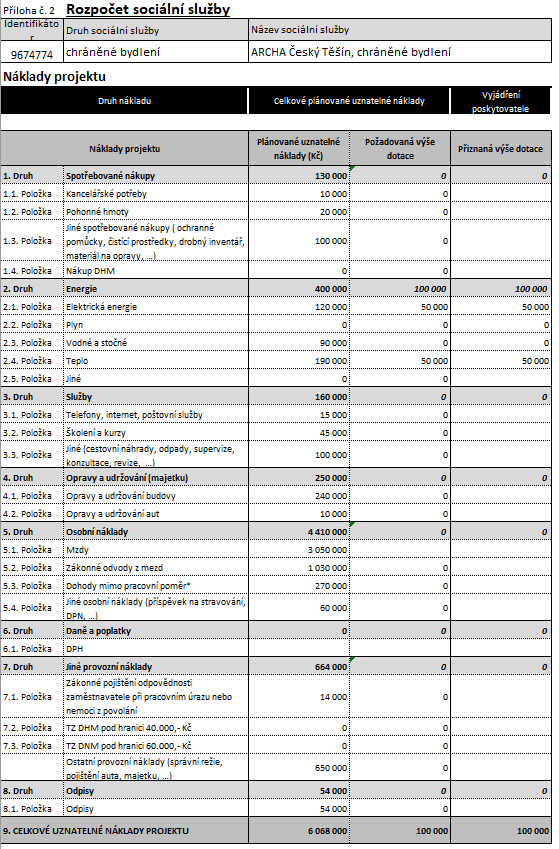 Příloha č. 2 Rozpočet sociální služby
Identifikáto
r
Druh sociální služby
Název sociální služby
9674774
chráněné bydlení
ARCHA Český Těšín, chráněné bydlení
Náklady projektu
Druh nákladu
Celkové plánované uznatelné náklady
Vyjádření
poskytovatele
Náklady projektu
Plánované uznatelné
náklady (Kč)
Požadovaná výše
dotace
Přiznaná výše dotace
1. Druh Spotřebované nákupy 130 000 0 0
1.1. Položka Kancelářské potřeby 10 000 0
1.2. Položka Pohonné hmoty 20 000 0
1.3. Položka
Jiné spotřebované nákupy ( ochranné
pomůcky, čistící prostředky, drobný inventář,
materiál na opravy, ...)
100 000 0
1.4. Položka Nákup DHM 0 0
2. Druh Energie 400 000 100 000 100 000
2.1. Položka Elektrická energie 120 000 50 000 50 000
2.2. Položka Plyn 0 0 0
2.3. Položka Vodné a stočné 90 000 0 0
2.4. Položka Teplo 190 000 50 000 50 000
2.5. Položka Jiné 0 0
3. Druh Služby 160 000 0 0
3.1. Položka Telefony, internet, poštovní služby 15 000 0
3.2. Položka Školení a kurzy 45 000 0
3.3. Položka
Jiné (cestovní náhrady, odpady, supervize,
konzultace, revize, ...)
100 000 0
4. Druh Opravy a udržování (majetku) 250 000 0 0
4.1. Položka Opravy a udržování budovy 240 000 0
4.2. Položka Opravy a udržování aut 10 000 0
5. Druh Osobní náklady 4 410 000 0 0
5.1. Položka Mzdy 3 050 000 0
5.2. Položka Zákonné odvody z mezd 1 030 000 0
5.3. Položka Dohody mimo pracovní poměr* 270 000 0
5.4. Položka
Jiné osobní náklady (příspěvek na stravování,
DPN, ...)
60 000 0
6. Druh Daně a poplatky 0 0 0
6.1. Položka DPH 0
7. Druh Jiné provozní náklady 664 000 0 0
7.1. Položka
Zákonné pojištění odpovědnosti
zaměstnavatele při pracovním úrazu nebo
nemoci z povolání
14 000 0
7.2. Položka TZ DHM pod hranici 40.000,- Kč 0 0
7.3. Položka TZ DNM pod hranici 60.000,- Kč 0 0
Ostatní provozní náklady (správní režie,
pojištění auta, majetku, ...)
650 000 0
8. Druh Odpisy 54 000 0 0
8.1. Položka Odpisy 54 000 0
9. CELKOVÉ UZNATELNÉ NÁKLADY PROJEKTU 6 068 000 100 000 100 000